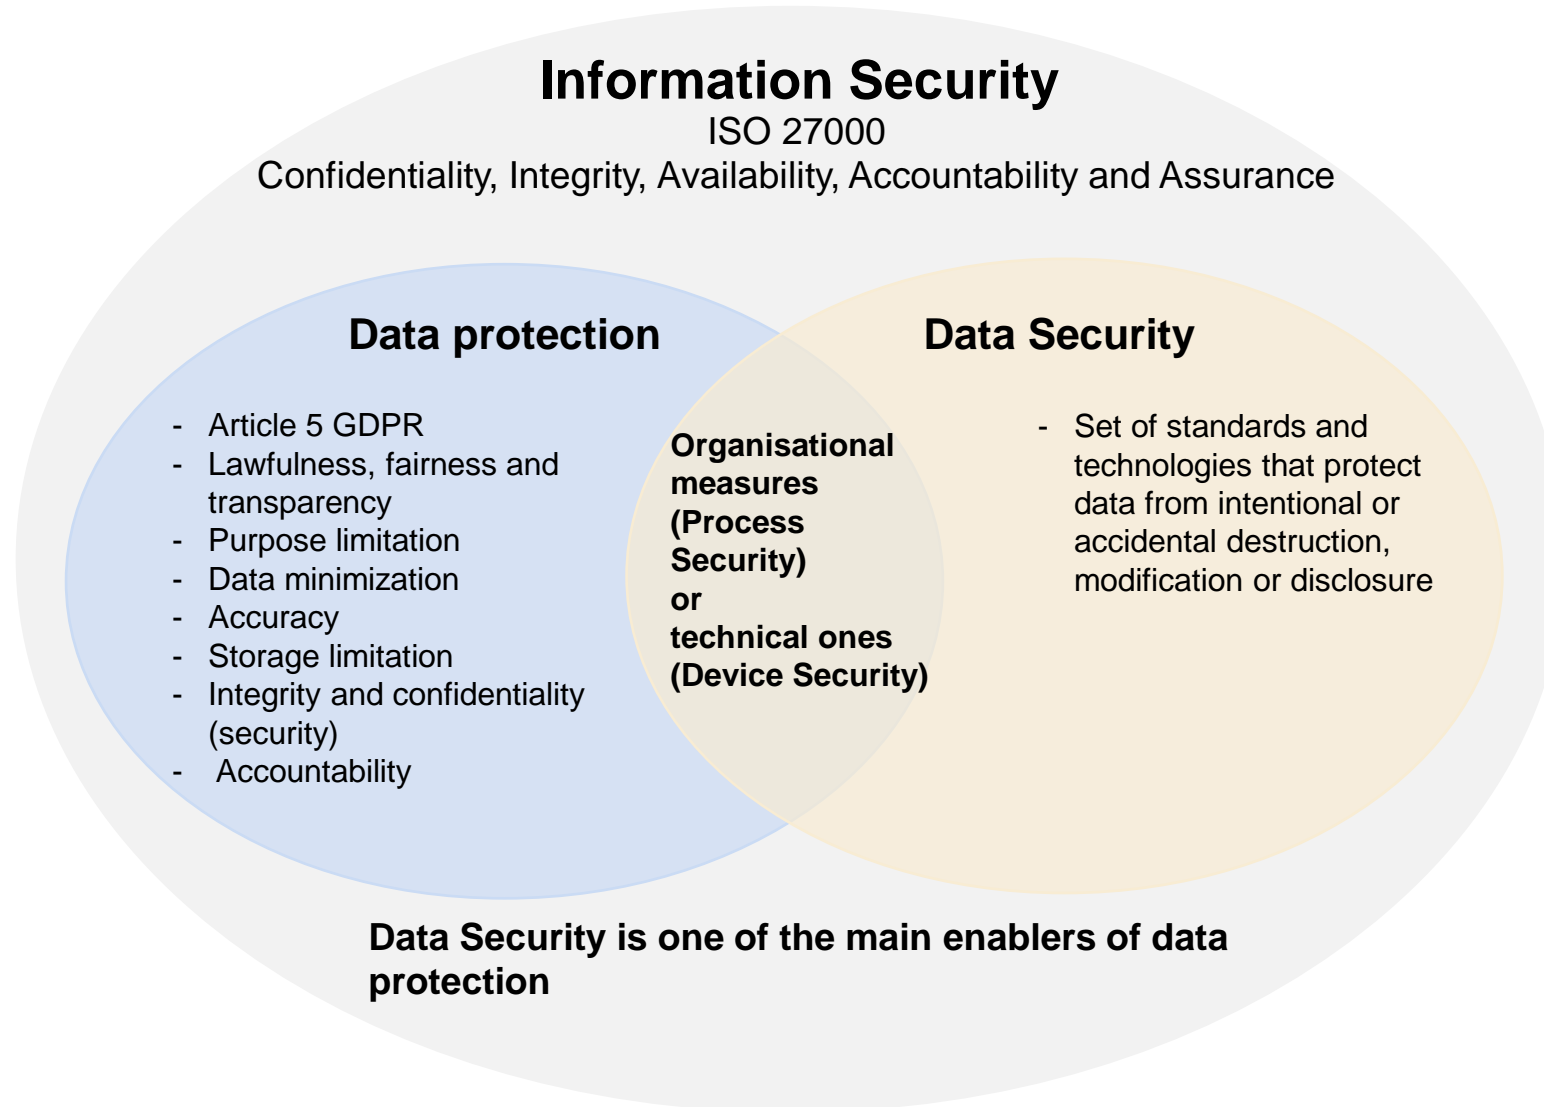 Information Security
ISO 27000
Confidentiality, Integrity, Availability, Accountability and Assurance
Data protection
- Article 5 GDPR
- Lawfulness, fairness and
transparency
- Purpose limitation
- Data minimization
- Accuracy
- Storage limitation
- Integrity and confidentiality
(security)
- Accountability
Organisational
measures
(Process
Security)
or
technical ones
(Device Security)
Data Security
- Set of standards and
technologies that protect
data from intentional or
accidental destruction,
modification or disclosure
Data Security is one of the main enablers of data
protection